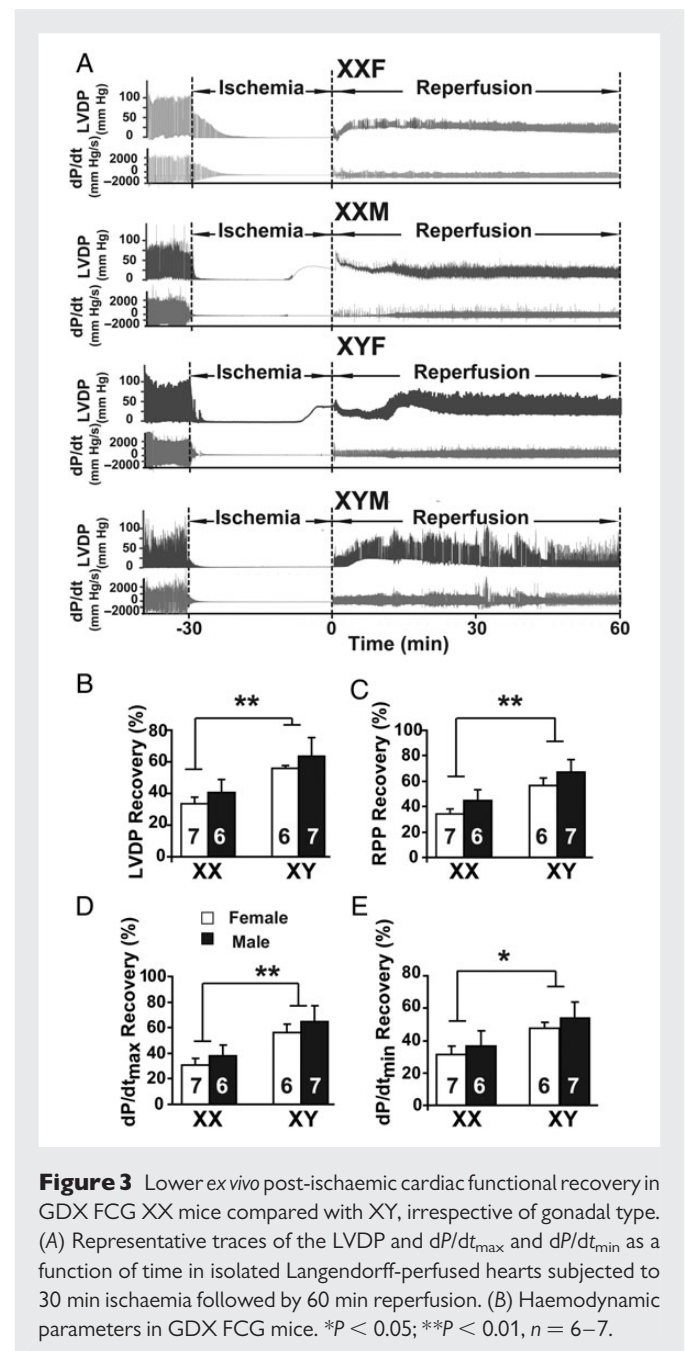 A
XXF
Ischemia
Reperfusion
LVDP
(mm Hg)
100
50
0
dP/dt
(mm Hg/s)
2000
0
−2000
XXM
Ischemia
Reperfusion
LVDP
(mm Hg)
100
50
0
dP/dt
(mm Hg/s)
2000
0
−2000
XYF
Ischemia
Reperfusion
LVDP
(mm Hg)
100
50
0
dP/dt
(mm Hg/s)
2000
0
−2000
XYM
Ischemia
Reperfusion
LVDP
(mm Hg)
100
50
0
dP/dt
(mm Hg/s)
2000
0
−2000
-30 0 30 60
Time (min)
B
**
LVDP Recovery (%)
80
60
40
20
0
7 6 6 7
XX XY
C
**
RPP Recovery (%)
100
80
60
40
20
0
7 6 6 7
XX XY
D
Female
Male
**
dP/dtmax Recovery (%)
100
80
60
40
20
0
7 6 6 7
XX XY
E
*
dP/dtmin Recovery (%)
80
60
40
20
0
7 6 6 7
XX XY
Figure 3 Lower ex vivo post-ischaemic cardiac functional recovery in
GDX FCG XX mice compared with XY, irrespective of gonadal type.
(A) Representative traces of the LVDP and dP/dtmax and dP/dtmin as a
function of time in isolated Langendorff-perfused hearts subjected to
30 min ischaemia followed by 60 min reperfusion. (B) Haemodynamic
parameters in GDX FCG mice. *P < 0.05; **P < 0.01, n = 6–7.